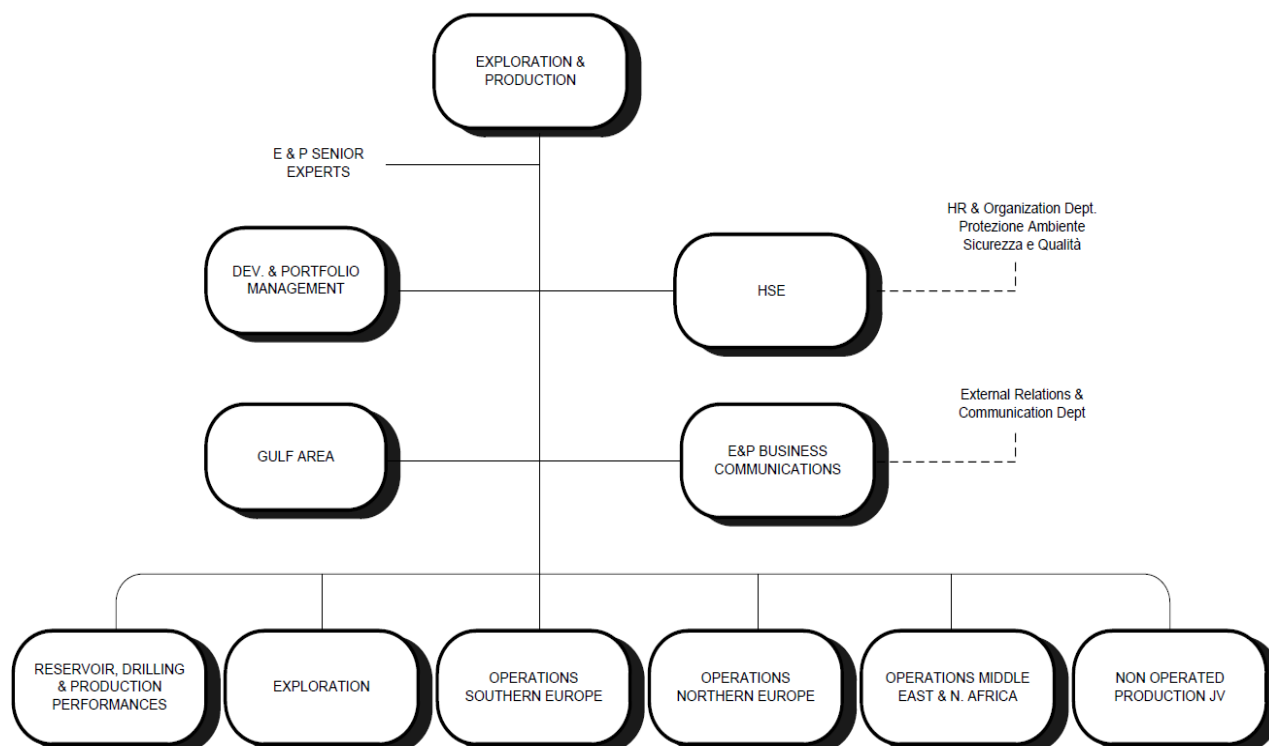 EXPLORATION &
PRODUCTION
E & P SENIOR
EXPERTS
HR & Organization Dept.
Protezione Ambiente
Sicurezza e Qualità
DEV. & PORTFOLIO
MANAGEMENT
HSE
External Relations &
Communication Dept
GULF AREA
E&P BUSINESS
COMMUNICATIONS
RESERVOIR, DRILLING
& PRODUCTION
PERFORMANCES
EXPLORATION
OPERATIONS
SOUTHERN EUROPE
OPERATIONS
NORTHERN EUROPE
OPERATIONS MIDDLE
EAST & N. AFRICA
NON OPERATED
PRODUCTION JV